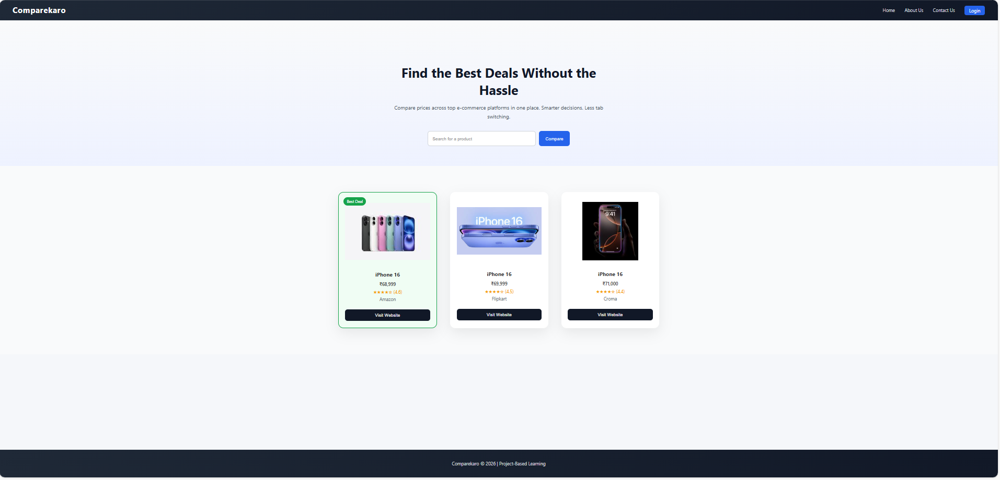 Comparekaro
Home
About Us
Contact Us
Login
Find the Best Deals Without the
Hassle
Compare prices across top e-commerce platforms in one place. Smarter decisions. Less tab
switching.
Search for a product
Compare
Best Deal
iPhone 16
₹68,999
★★★★☆ (4.6)
Amazon
Visit Website
iPhone 16
iPhone 16
₹69,999
★★★★☆ (4.5)
Flipkart
Visit Website
9:41
iPhone 16
₹71,000
★★★★☆ (4.4)
Croma
Visit Website
Comparekaro © 2026 | Project-Based Learning